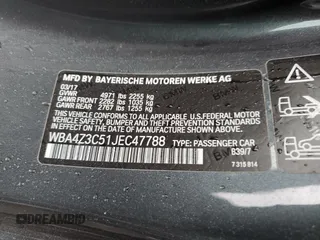 MFD. BY BAYERISCHE MOTOREN WERKE AG
03/17
GVWR 4971 lbs 2255 kg
GAWR FRONT 2282 lbs 1035 kg
GAWR REAR 2767 lbs 1255 kg
THIS VEHICLE CONFORMS TO ALL
APPLICABLE U.S. FEDERAL MOTOR
VEHICLE SAFETY, BUMPER, AND
THEFT PREVENTION STANDARDS
IN EFFECT ON THE DATE OF
MANUFACTURE SHOWN ABOVE.
WBA4Z3C51JEC47788 TYPE: PASSENGER CAR
B39/7
7 315 914
DREAMBID